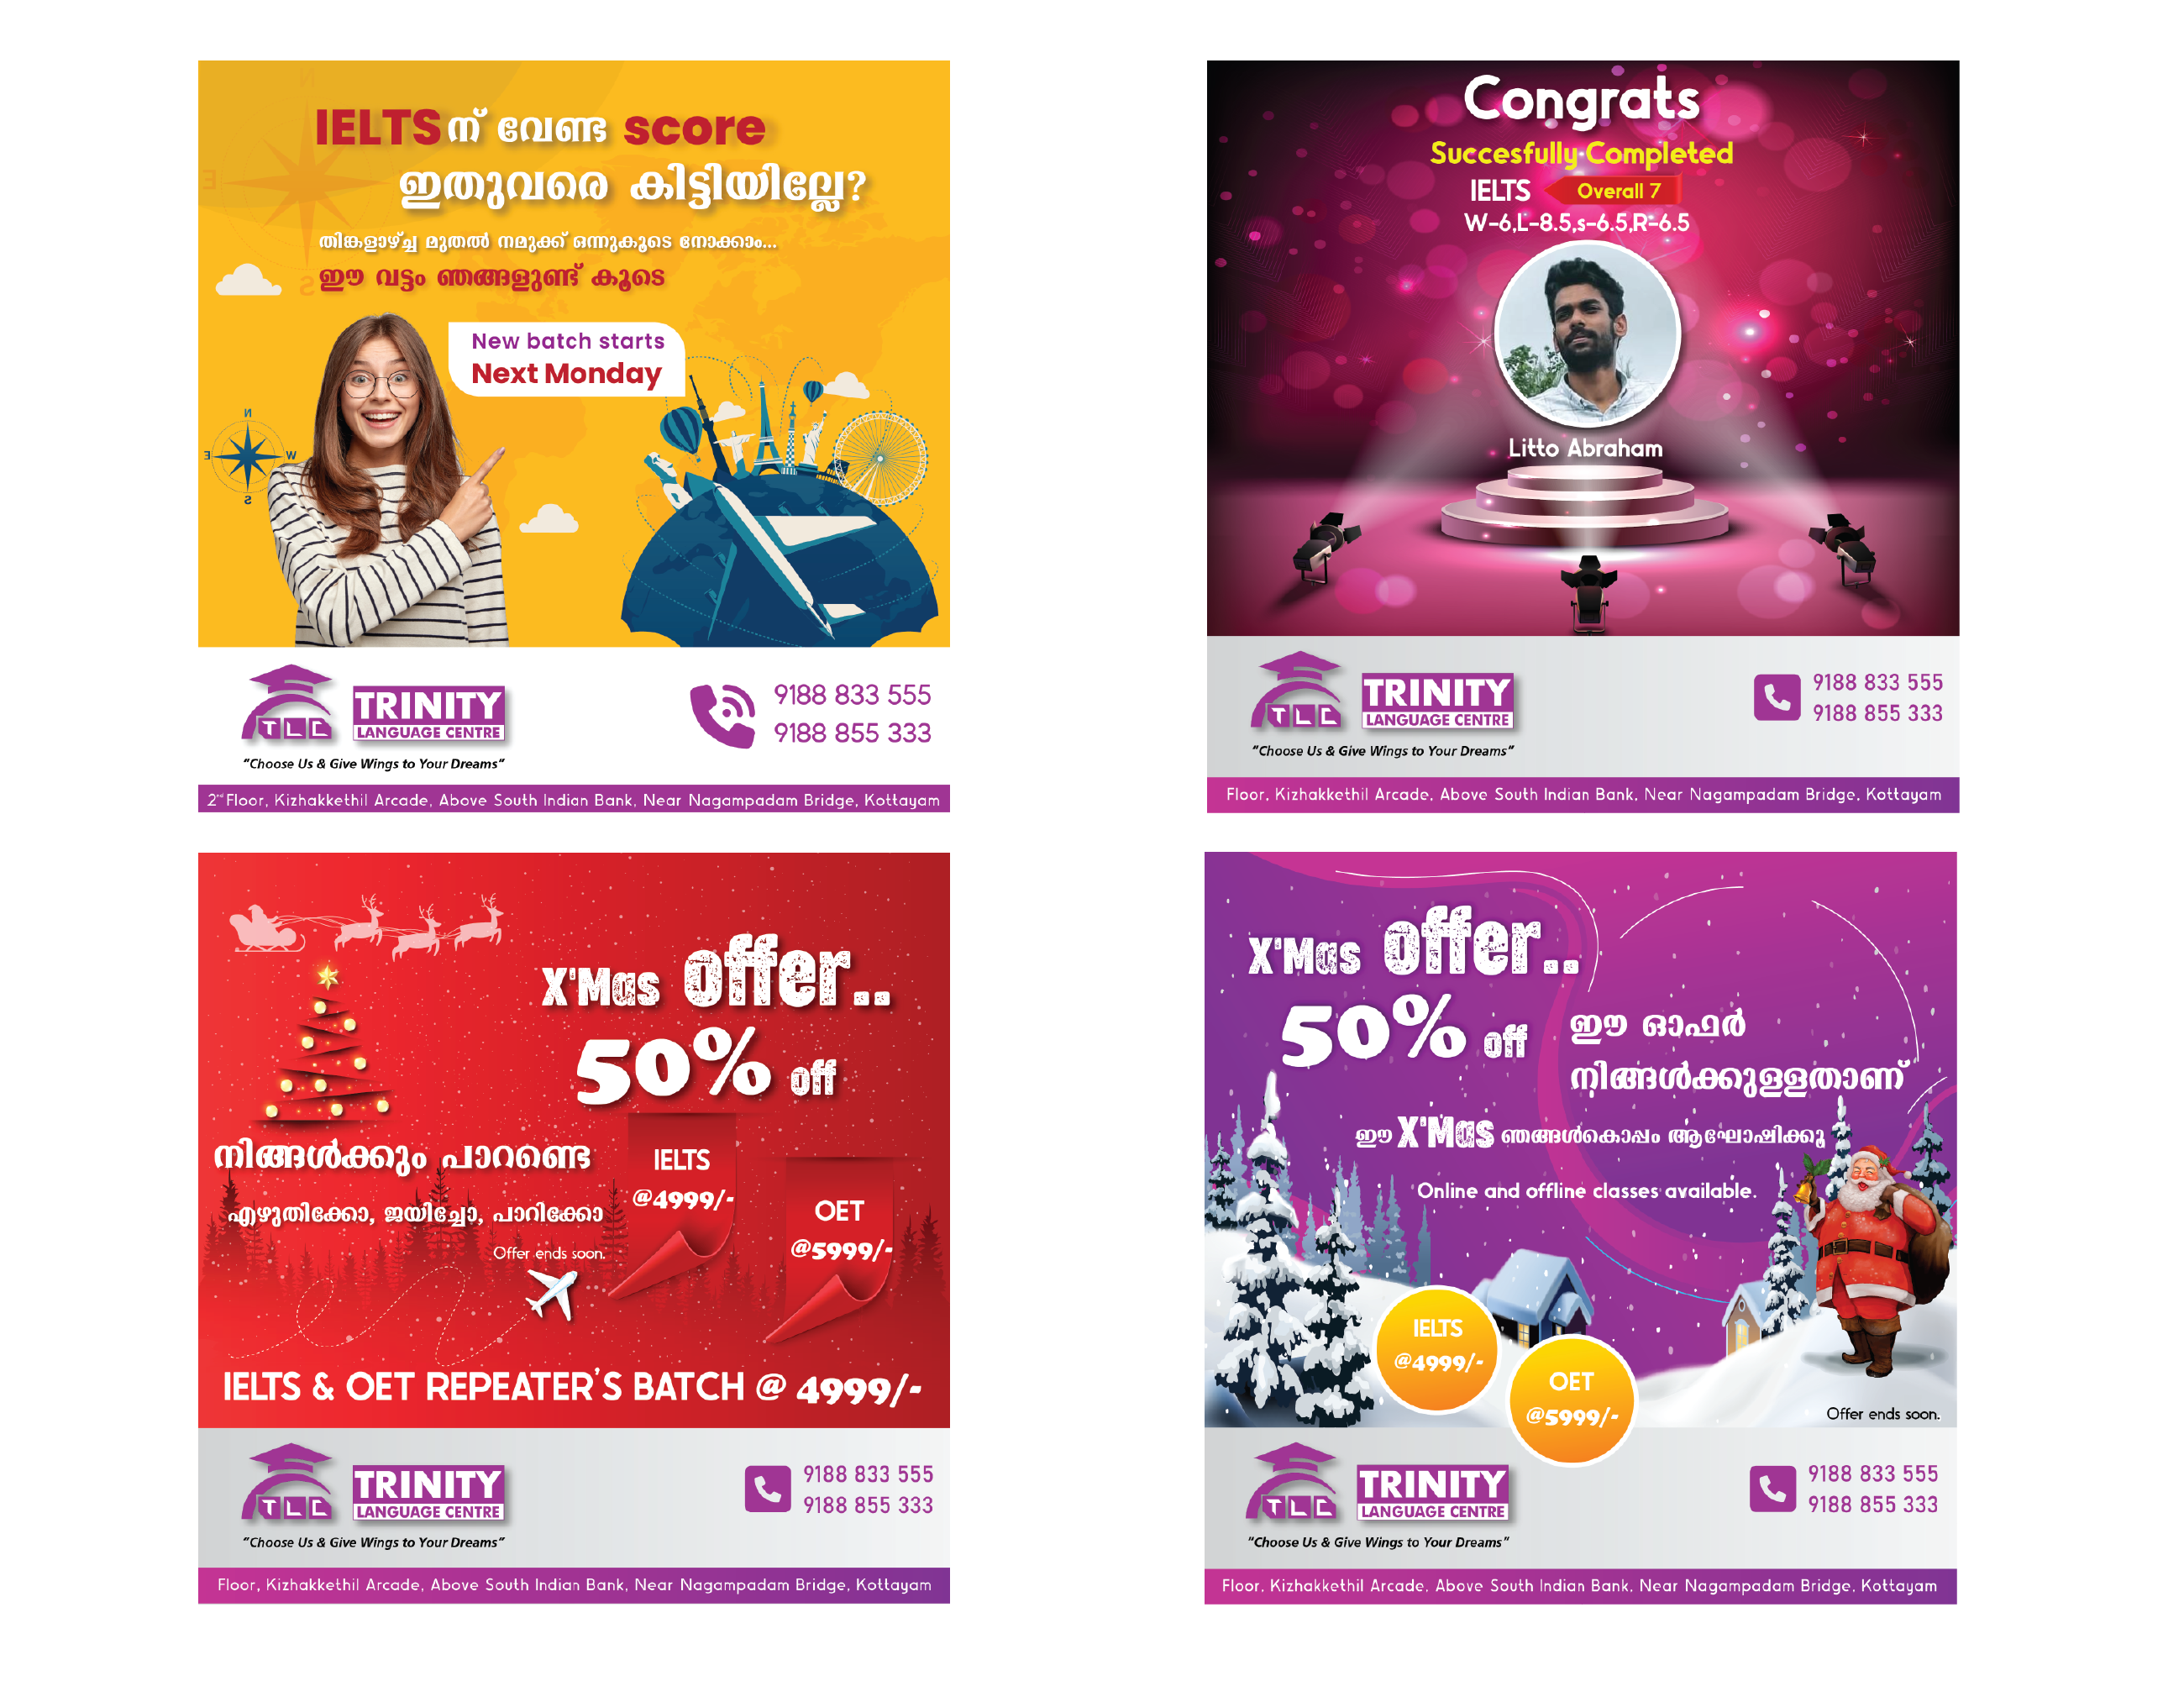 IELTS ന് വേണ്ട score
ഇതുവരെ കിട്ടിയില്ലേ?
തിങ്കളാഴ്ച്ച മുതൽ നമുക്ക് ഒന്നുകൂടെ നോക്കാം...
ഈ വട്ടം ഞങ്ങളുണ്ട് കൂടെ
New batch starts
Next Monday
N
E
W
S
N
E
S
TLC
TRINITY
LANGUAGE CENTRE
"Choose Us & Give Wings to Your Dreams"
9188 833 555
9188 855 333
2nd Floor, Kizhakkethil Arcade, Above South Indian Bank, Near Nagampadam Bridge, Kottayam
Congrats
Succesfully Completed
IELTS Overall 7
W-6,L-8.5,s-6.5,R-6.5
Litto Abraham
TLC
TRINITY
LANGUAGE CENTRE
"Choose Us & Give Wings to Your Dreams"
9188 833 555
9188 855 333
Floor, Kizhakkethil Arcade, Above South Indian Bank, Near Nagampadam Bridge, Kottayam
X'Mas offer..
50% off
നിങ്ങൾക്കും പാറണ്ടെ
എഴുതിക്കോ, ജയിച്ചോ, പാറിക്കോ
Offer ends soon.
IELTS
@4999/-
OET
@5999/-
IELTS & OET REPEATER'S BATCH @ 4999/-
TLC
TRINITY
LANGUAGE CENTRE
"Choose Us & Give Wings to Your Dreams"
9188 833 555
9188 855 333
Floor, Kizhakkethil Arcade, Above South Indian Bank, Near Nagampadam Bridge, Kottayam
X'Mas offer..
50% off
ഈ ഓഫർ
നിങ്ങൾക്കുള്ളതാണ്
ഈ X'Mas ഞങ്ങൾകൊപ്പം ആഘോഷിക്കൂ
Online and offline classes available.
IELTS
@4999/-
OET
@5999/-
Offer ends soon.
TLC
TRINITY
LANGUAGE CENTRE
"Choose Us & Give Wings to Your Dreams"
9188 833 555
9188 855 333
Floor, Kizhakkethil Arcade, Above South Indian Bank, Near Nagampadam Bridge, Kottayam